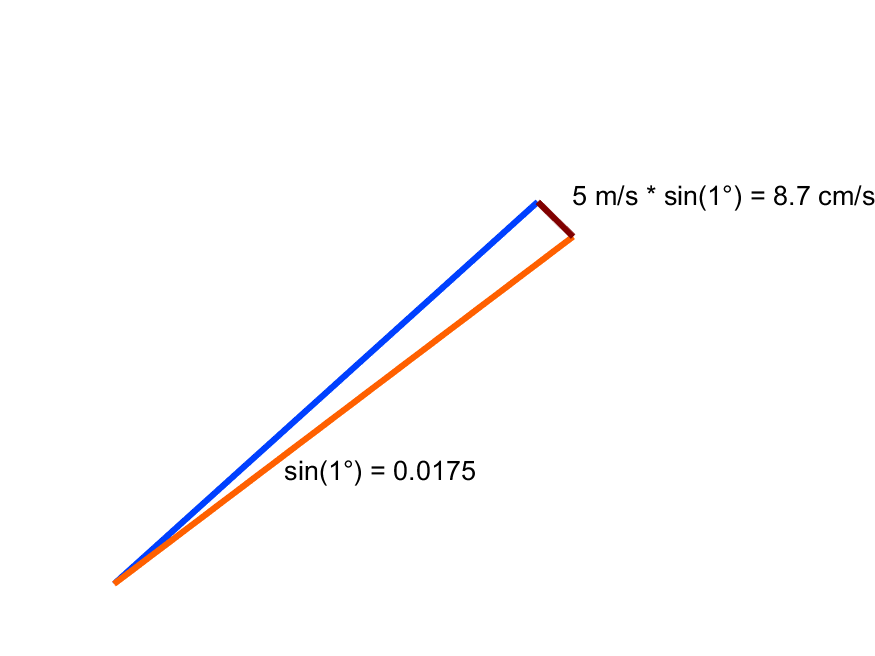 5 m/s * sin(1°) = 8.7 cm/s
sin(1°) = 0.0175